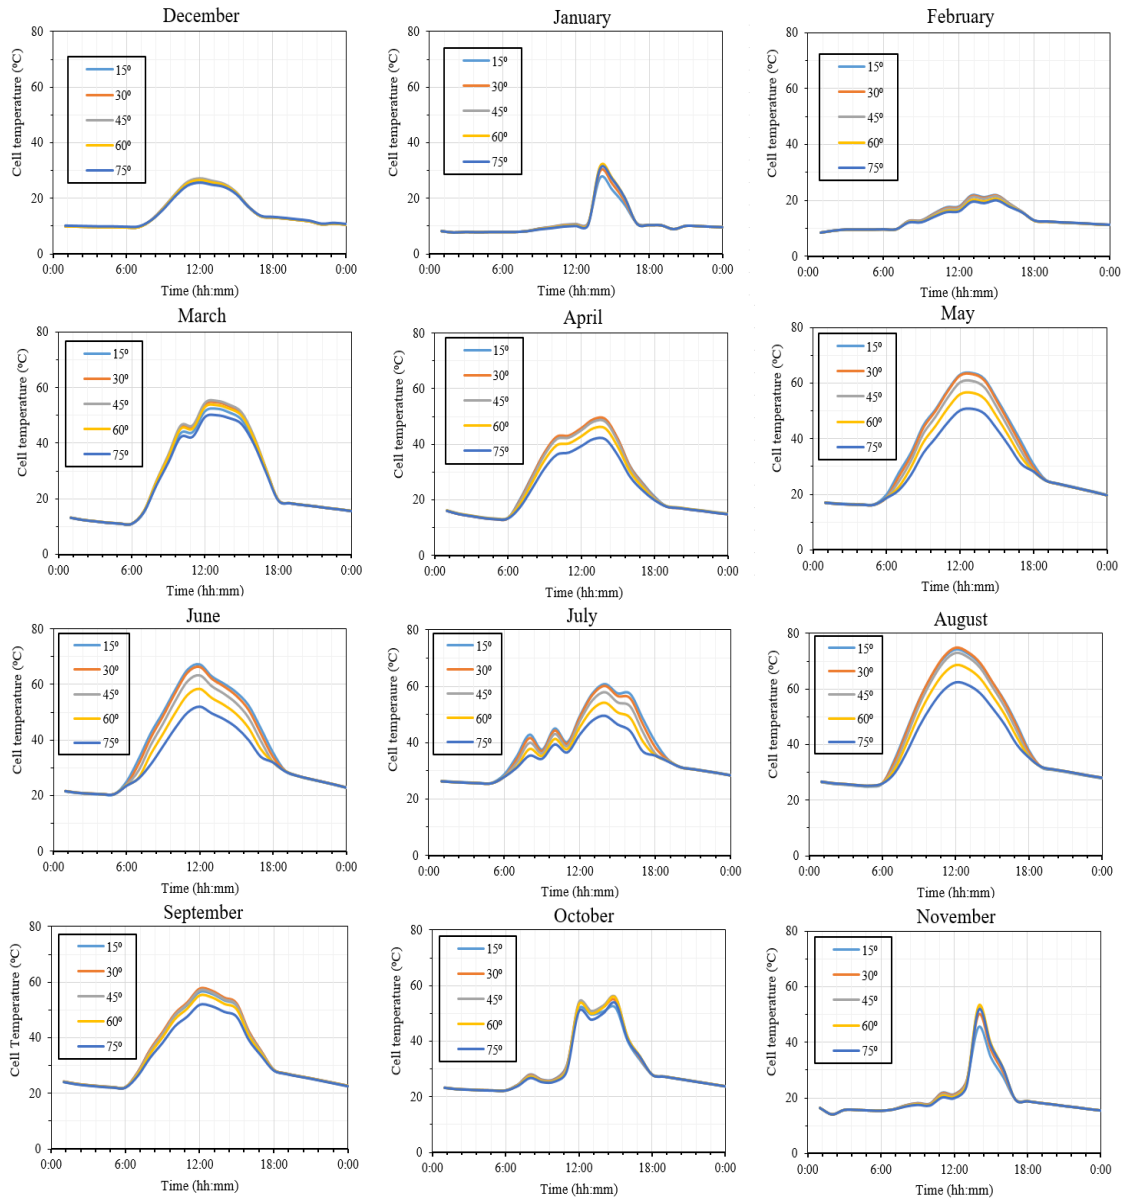 December
Cell temperature (ºC)
80
60
40
20
0
15º
30º
45º
60º
75º
0:00 6:00 12:00 18:00 0:00
Time (hh:mm)
January
Cell temperature (ºC)
80
60
40
20
0
15º
30º
45º
60º
75º
0:00 6:00 12:00 18:00 0:00
Time (hh:mm)
February
Cell temperature (ºC)
80
60
40
20
0
15º
30º
45º
60º
75º
0:00 6:00 12:00 18:00 0:00
Time (hh:mm)
March
Cell temperature (ºC)
80
60
40
20
0
15º
30º
45º
60º
75º
0:00 6:00 12:00 18:00 0:00
Time (hh:mm)
April
Cell temperature (ºC)
80
60
40
20
0
15º
30º
45º
60º
75º
0:00 6:00 12:00 18:00 0:00
Time (hh:mm)
May
Cell temperature (ºC)
80
60
40
20
0
15º
30º
45º
60º
75º
0:00 6:00 12:00 18:00 0:00
Time (hh:mm)
June
Cell temperature (ºC)
80
60
40
20
0
15º
30º
45º
60º
75º
0:00 6:00 12:00 18:00 0:00
Time (hh:mm)
July
Cell temperature (ºC)
80
60
40
20
0
15º
30º
45º
60º
75º
0:00 6:00 12:00 18:00 0:00
Time (hh:mm)
August
Cell temperature (ºC)
80
60
40
20
0
15º
30º
45º
60º
75º
0:00 6:00 12:00 18:00 0:00
Time (hh:mm)
September
Cell Temperature (ºC)
80
60
40
20
0
15º
30º
45º
60º
75º
0:00 6:00 12:00 18:00 0:00
Time (hh:mm)
October
Cell temperature (ºC)
80
60
40
20
0
15º
30º
45º
60º
75º
0:00 6:00 12:00 18:00 0:00
Time (hh:mm)
November
Cell temperature (ºC)
80
60
40
20
0
15º
30º
45º
60º
75º
0:00 6:00 12:00 18:00 0:00
Time (hh:mm)